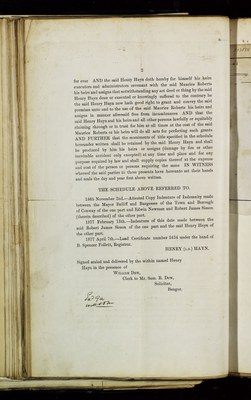 2
for ever AND the said Henry Hayn doth hereby for himself his heirs
executors and administrators covenant with the said Maurice Roberts
his heirs and assigns that notwithstanding any act deed or thing by the said
Henry Hayn done or executed or knowingly suffered to the contrary he
the said Henry Hayn now hath good right to grant and convey the said
premises unto and to the use of the said Maurice Roberts his heirs and
assigns in manner aforesaid free from incumbrances AND that the
said Henry Hayn and his heirs and all other persons lawfully or equitably
claiming through or in trust for him at all times at the cost of the said
Maurice Roberts or his heirs will do all acts for perfecting such grants
AND FURTHER that the muniments of title specified in the schedule
hereunder written shall be retained by the said Henry Hayn and shall
be produced by him his heirs or assigns (damage by fire or other
inevitable accident only excepted) at any time and place and for any
purpose required by law and shall supply copies thereof at the expense
and cost of the person or persons requiring the same IN WITNESS
whereof the said parties to these presents have hereunto set their hands
and seals the day and year first above written.
THE SCHEDULE ABOVE REFERRED TO
1865 November 2nd.—Attested Copy Indenture of Indemnity made
between the Mayor Bailiff and Burgesses of the Town and Borough
of Conway of the one part and Edwin Newman and Robert James Sisson
(therein described) of the other part.
1877 February 13th.—Indenture of this date made between the
said Robert James Sisson of the one part and the said Henry Hayn of
the other part.
1877 April 7th.—Land Certificate number 2434 under the hand of
B. Spencer Follett, Registrar.
HENRY (L.S.) HAYN.
Signed sealed and delivered by the within named Henry
Hayn in the presence of
WILLIAM DEW,
Clerk to Mr. Saml. R. Dew,
Solicitor,
Bangor.